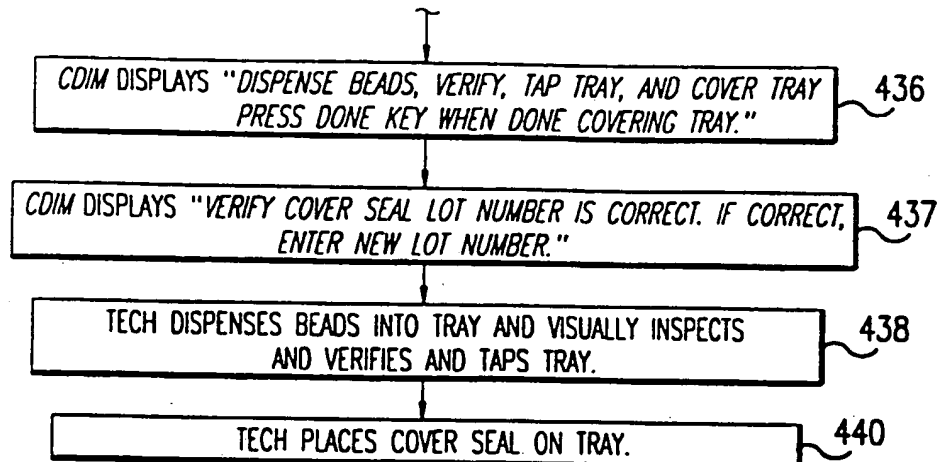 CDIM DISPLAYS "DISPENSE BEADS, VERIFY, TAP TRAY, AND COVER TRAY
PRESS DONE KEY WHEN DONE COVERING TRAY."
436
CDIM DISPLAYS "VERIFY COVER SEAL LOT NUMBER IS CORRECT. IF CORRECT,
ENTER NEW LOT NUMBER."
437
TECH DISPENSES BEADS INTO TRAY AND VISUALLY INSPECTS
AND VERIFIES AND TAPS TRAY.
438
TECH PLACES COVER SEAL ON TRAY.
440